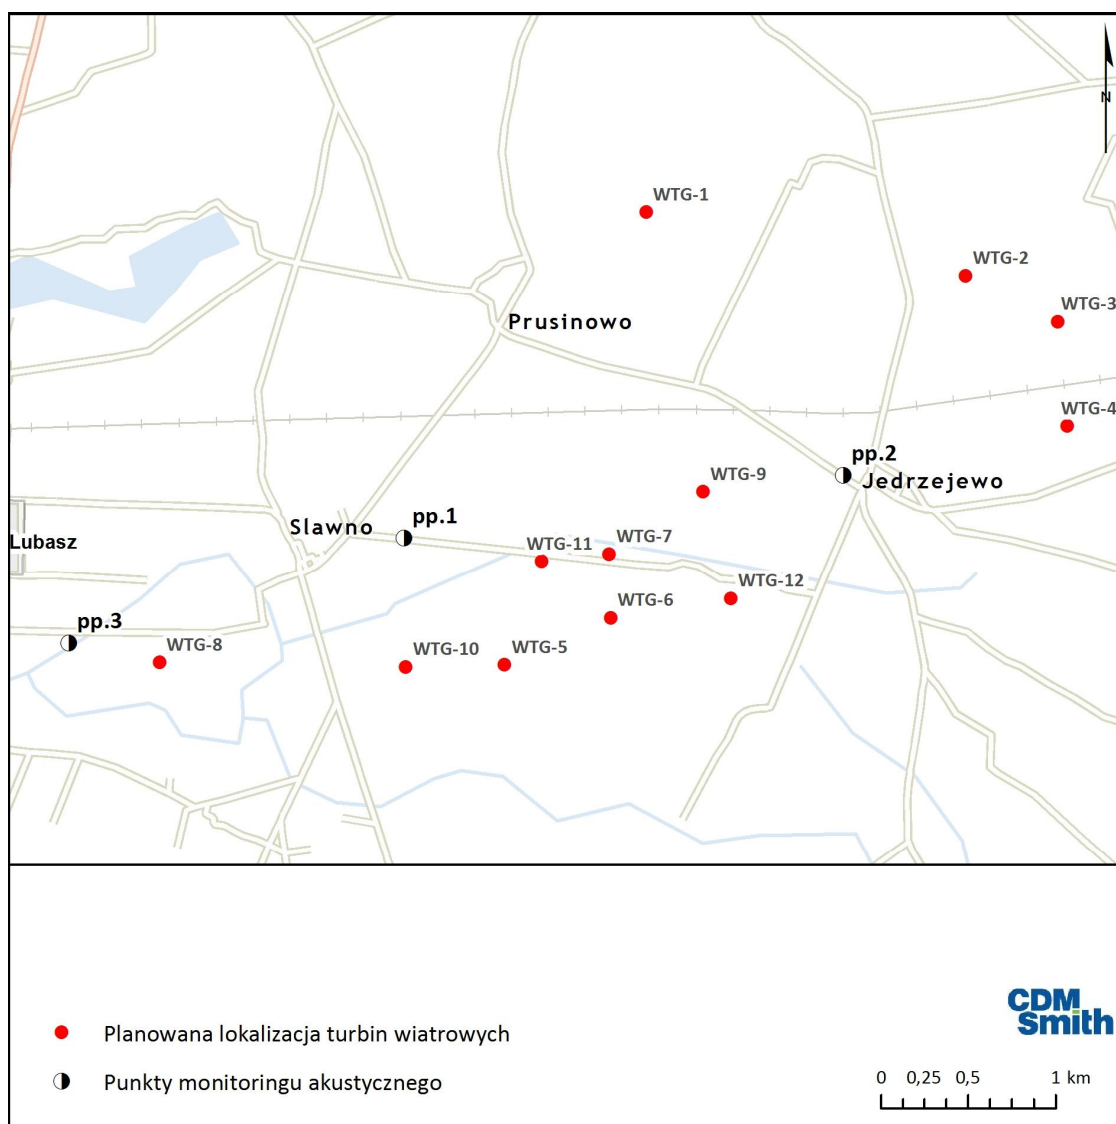 N
WTG-1
WTG-2
WTG-3
Prusinowo
WTG-4
pp.2
Jedrzejewo
WTG-9
pp.1
Slawno
Lubasz
WTG-11
WTG-7
WTG-12
WTG-6
pp.3
WTG-8
WTG-10
WTG-5
CDM
Smith
Planowana lokalizacja turbin wiatrowych
Punkty monitoringu akustycznego
0 0,25 0,5 1 km